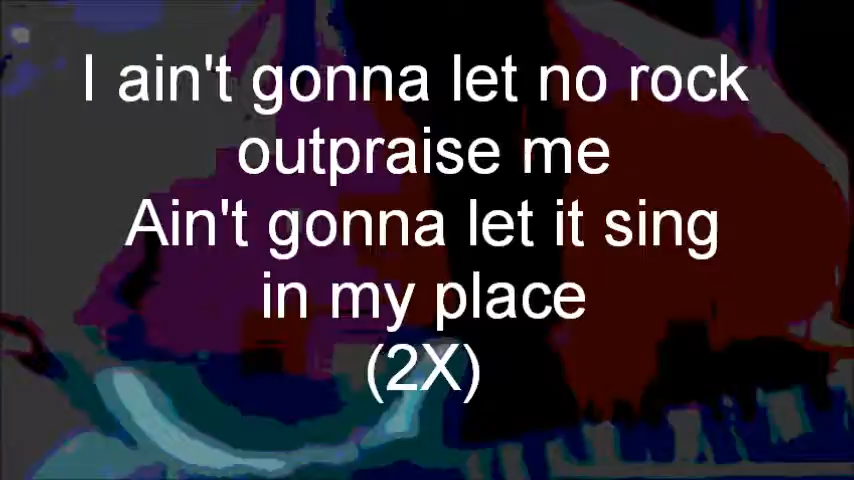 I ain't gonna let no rock
outpraise me
Ain't gonna let it sing
in my place
(2X)